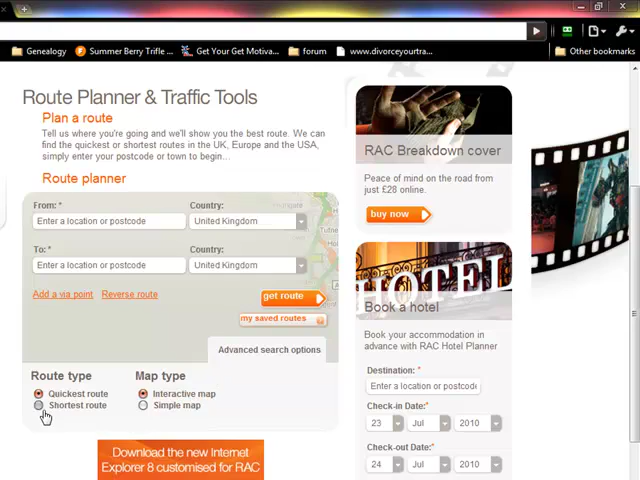 Genealogy
Summer Berry Trifle ...
Get Your Get Motiva...
forum
www.divorceyourtra...
Other bookmarks
Route Planner & Traffic Tools
Plan a route
Tell us where you're going and we'll show you the best route. We can
find the quickest or shortest routes in the UK, Europe and the USA,
simply enter your postcode or town to begin...
Route planner
From: *
Country:
Enter a location or postcode
United Kingdom
To: *
Country:
Enter a location or postcode
United Kingdom
Add a via point
Reverse route
get route
my saved routes
Advanced search options
Route type
Map type
Quickest route
Interactive map
Shortest route
Simple map
Download the new Internet
Explorer 8 customised for RAC
RAC Breakdown cover
Peace of mind on the road from
just £28 online.
buy now
HOTEL
Book a hotel
Book your accommodation in
advance with RAC Hotel Planner
Destination: *
Enter a location or postcode
Check-in Date:*
23 Jul 2010
Check-out Date:*
24 Jul 2010